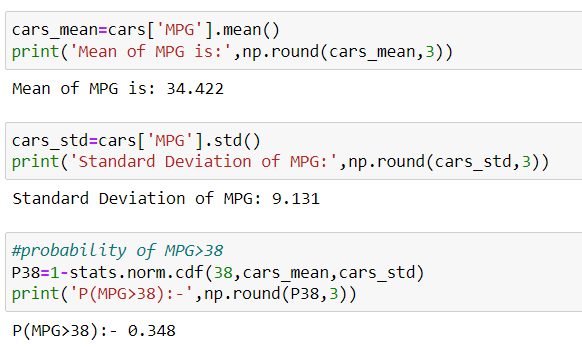 cars_mean=cars['MPG'].mean()
print('Mean of MPG is:',np.round(cars_mean,3))
Mean of MPG is: 34.422
cars_std=cars['MPG'].std()
print('Standard Deviation of MPG:',np.round(cars_std,3))
Standard Deviation of MPG: 9.131
#probability of MPG>38
P38=1-stats.norm.cdf(38,cars_mean,cars_std)
print('P(MPG>38):-',np.round(P38,3))
P(MPG>38):- 0.348